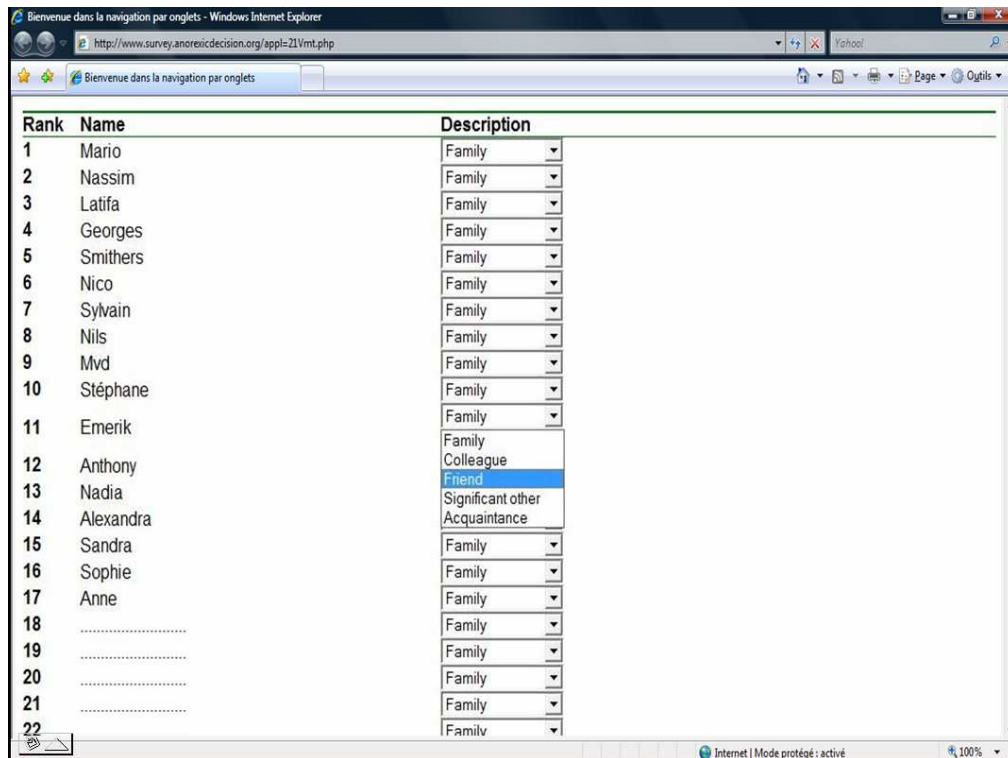 Bienvenue dans la navigation par onglets - Windows Internet Explorer
http://www.survey.anorexicdecision.org/appl=21Vmt.php
Yahoo!
Bienvenue dans la navigation par onglets
Page
Outils
Rank Name Description
1 Mario Family
2 Nassim Family
3 Latifa Family
4 Georges Family
5 Smithers Family
6 Nico Family
7 Sylvain Family
8 Nils Family
9 Mvd Family
10 Stéphane Family
11 Emerik Family
Family
12 Anthony Colleague
Friend
13 Nadia Significant other
14 Alexandra Acquaintance
15 Sandra Family
16 Sophie Family
17 Anne Family
18 ........................ Family
19 ........................ Family
20 ........................ Family
21 ........................ Family
22 Family
Internet | Mode protégé : activé 100%